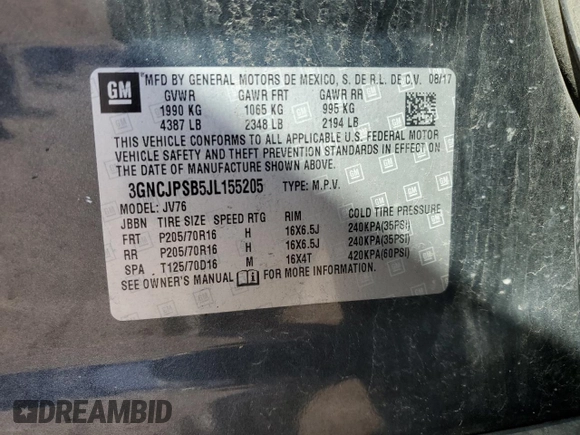 GM
MFD BY GENERAL MOTORS DE MEXICO, S. DE R.L. DE C.V. 08/17
GVWR GAWR FRT GAWR RR
1990 KG 1065 KG 995 KG
4387 LB 2348 LB 2194 LB
THIS VEHICLE CONFORMS TO ALL APPLICABLE U.S. FEDERAL MOTOR
VEHICLE SAFETY AND THEFT PREVENTION STANDARDS IN EFFECT ON THE
DATE OF MANUFACTURE SHOWN ABOVE.
3GNCJPSB5JL155205 TYPE: M.P.V.
MODEL: JV76
JBBN TIRE SIZE SPEED RTG RIM COLD TIRE PRESSURE
FRT P205/70R16 H 16X6.5J 240KPA(35PSI)
RR P205/70R16 H 16X6.5J 240KPA(35PSI)
SPA T125/70D16 M 16X4T 420KPA(60PSI)
SEE OWNER'S MANUAL FOR MORE INFORMATION
DREAMBID